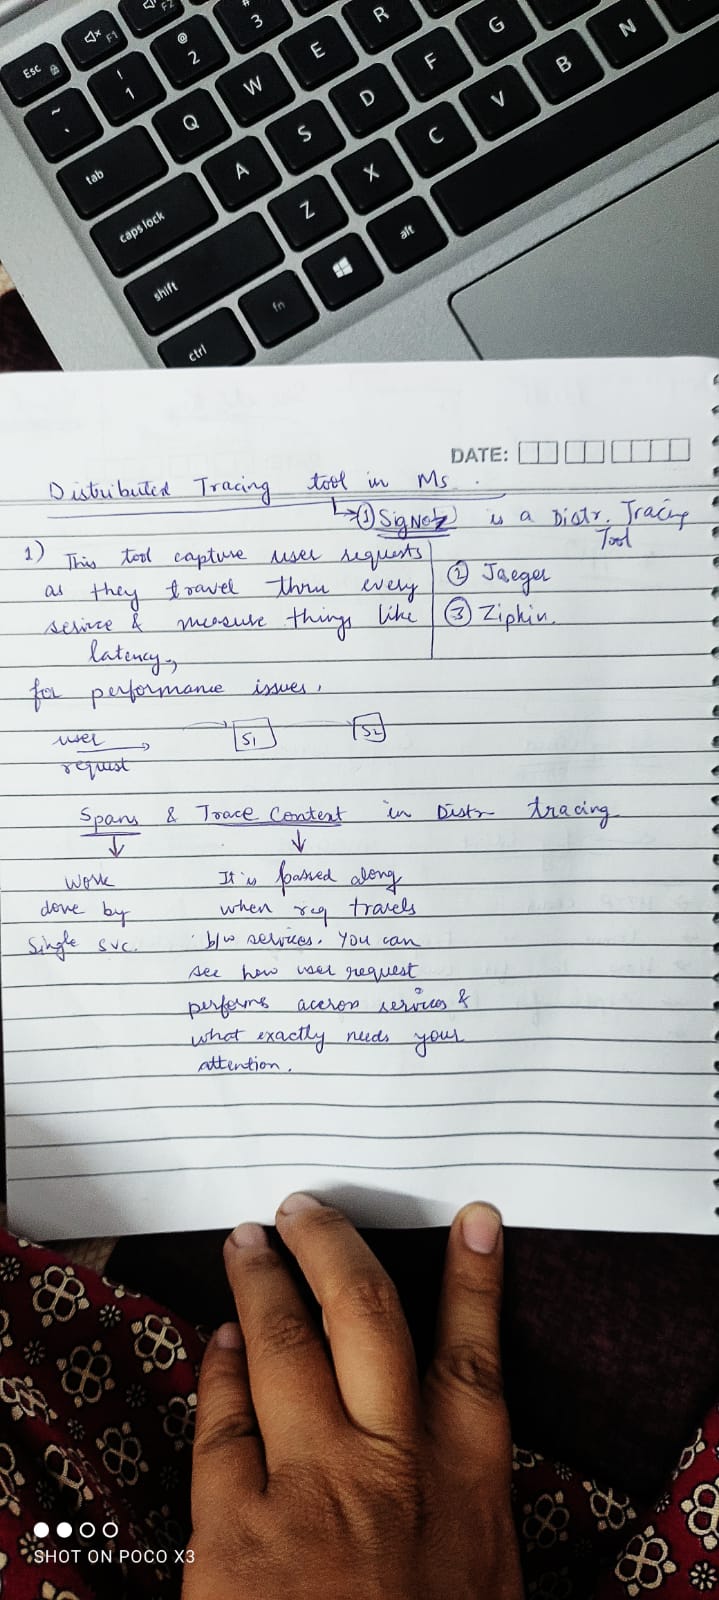 Esc
F1
F2
~
`
!
1
@
2
#
3
tab
Q
W
E
R
caps lock
A
S
D
F
G
shift
Z
X
C
V
B
N
ctrl
fn
alt
DATE:
Distributed Tracing tool in Ms.
① SigNoz is a Distr. Tracing Tool
② Jaeger
③ Zipkin.
1) This tool capture user requests
as they travel thru every
service & measure things like
latency,
for performance issues.
user request
S1
S2
Spans & Trace Context in Distr tracing
Work
done by
Single svc.
It is passed along
when req travels
b/w services. You can
see how user request
performs across services &
what exactly needs your
attention.
SHOT ON POCO X3